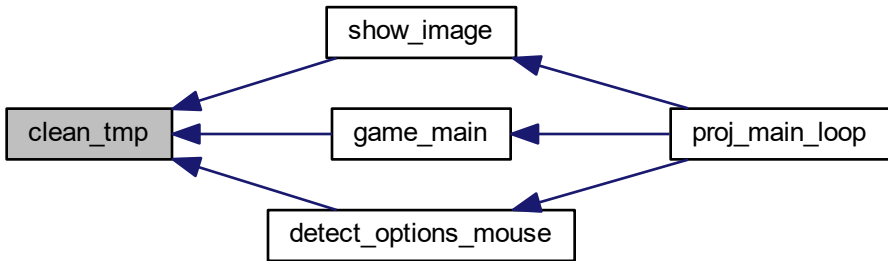 show_image
clean_tmp
game_main
proj_main_loop
detect_options_mouse